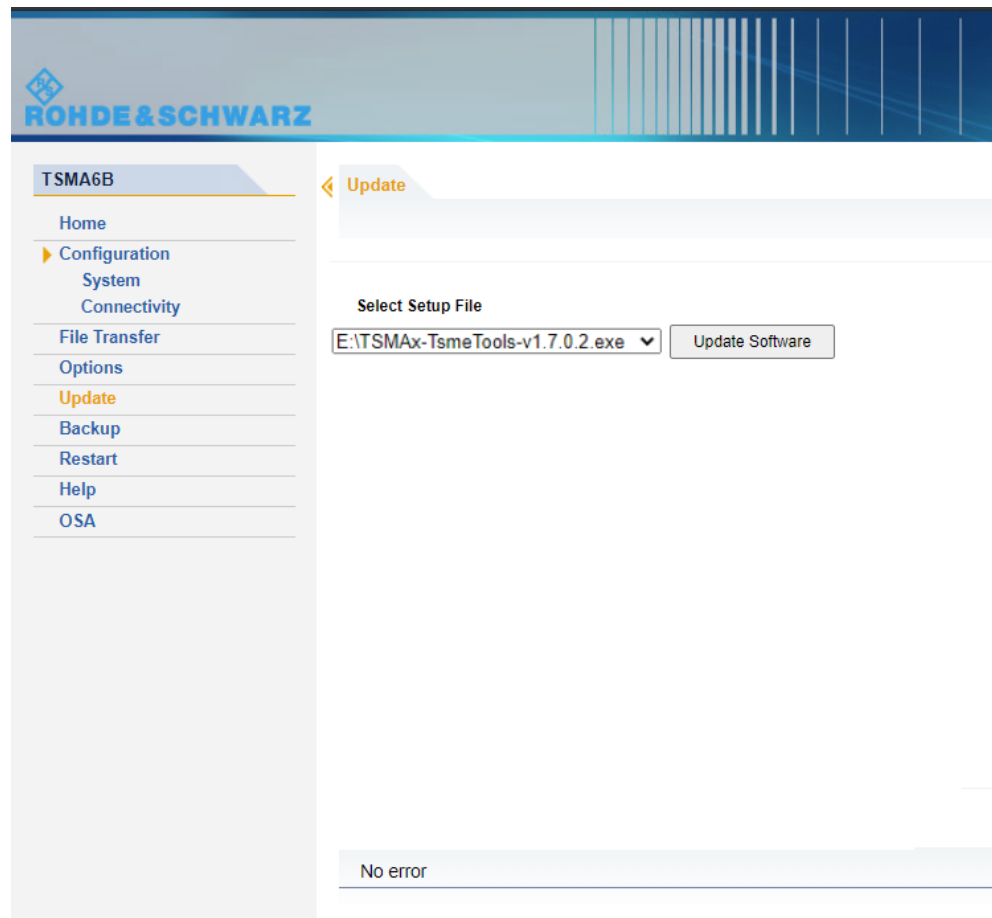 ROHDE&SCHWARZ
TSMA6B
Home
Configuration
System
Connectivity
File Transfer
Options
Update
Backup
Restart
Help
OSA
Update
Select Setup File
E:\TSMAx-TsmeTools-v1.7.0.2.exe Update Software
No error